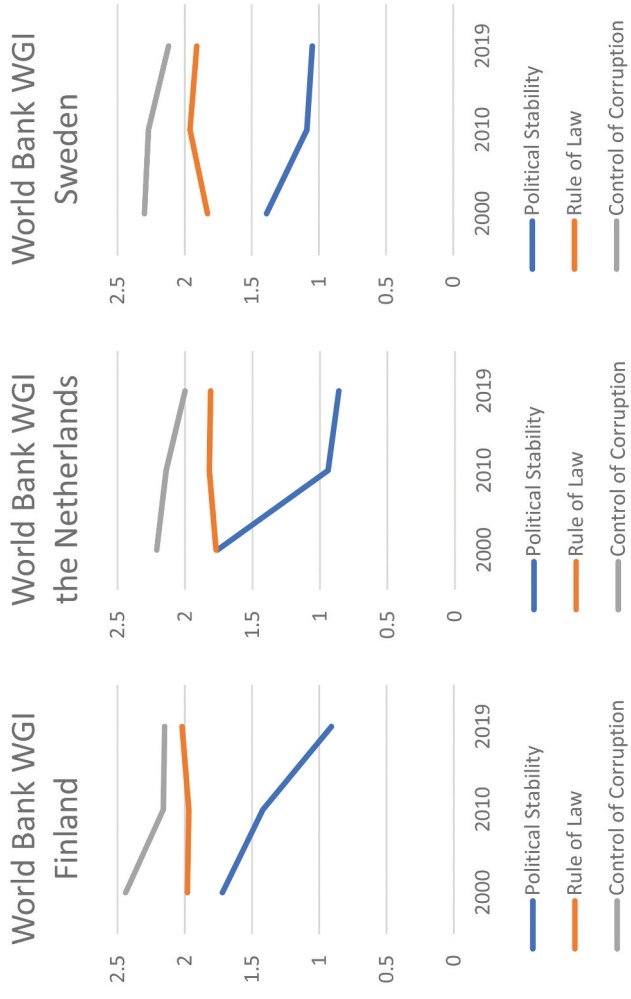 World Bank WGI
Finland
2.5
2
1.5
1
0.5
0
2000 2010 2019
Political Stability
Rule of Law
Control of Corruption
World Bank WGI
the Netherlands
2.5
2
1.5
1
0.5
0
2000 2010 2019
Political Stability
Rule of Law
Control of Corruption
World Bank WGI
Sweden
2.5
2
1.5
1
0.5
0
2000 2010 2019
Political Stability
Rule of Law
Control of Corruption